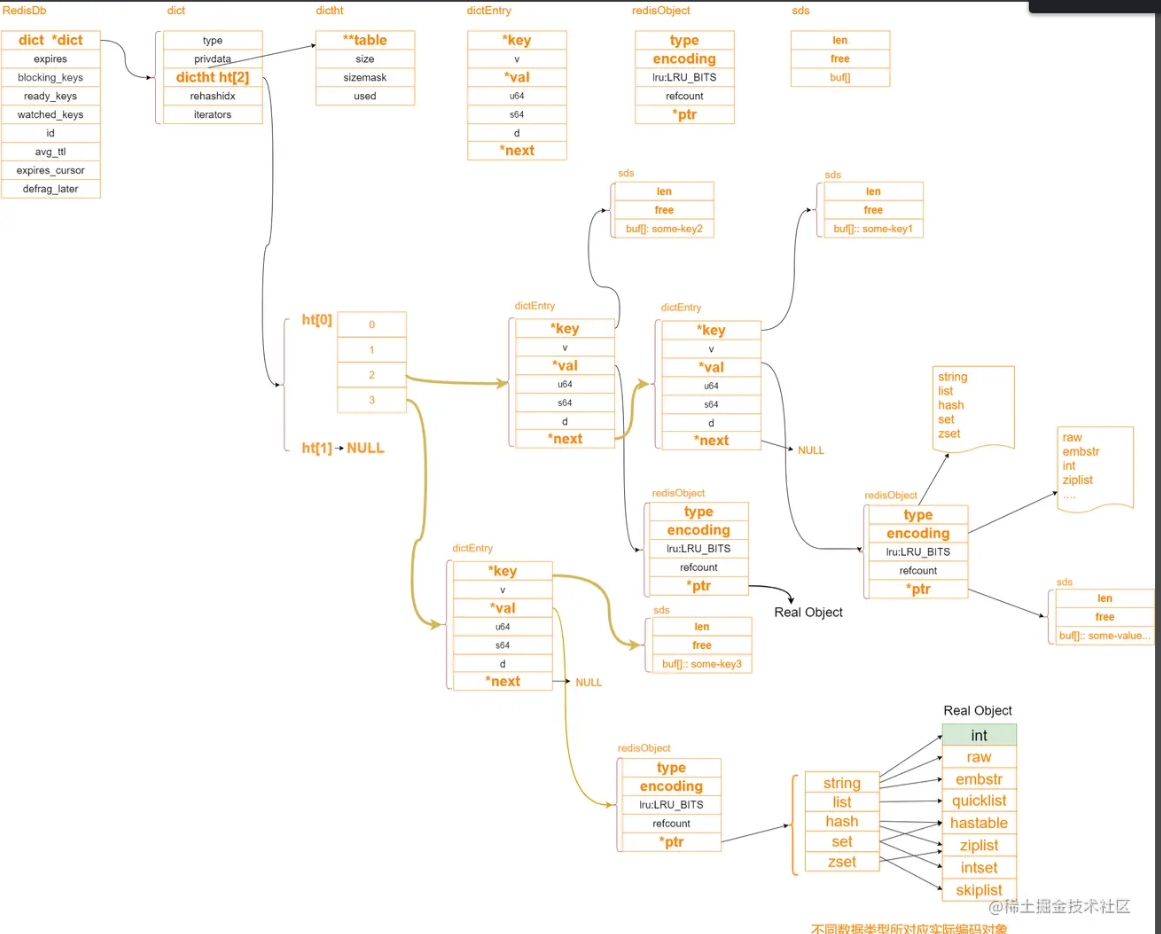 RedisDb
dict *dict
expires
blocking_keys
ready_keys
watched_keys
id
avg_ttl
expires_cursor
defrag_later
dict
type
privdata
dictht ht[2]
rehashidx
iterators
dictht
**table
size
sizemask
used
dictEntry
*key
v
*val
u64
s64
d
*next
redisObject
type
encoding
lru:LRU_BITS
refcount
*ptr
sds
len
free
buf[]
sds
len
free
buf[]: some-key2
sds
len
free
buf[]:: some-key1
ht[0]
0
1
2
3
ht[1]
NULL
dictEntry
*key
v
*val
u64
s64
d
*next
dictEntry
*key
v
*val
u64
s64
d
*next
NULL
string
list
hash
set
zset
raw
embstr
int
ziplist
....
redisObject
type
encoding
lru:LRU_BITS
refcount
*ptr
Real Object
redisObject
type
encoding
lru:LRU_BITS
refcount
*ptr
sds
len
free
buf[]:: some-value...
dictEntry
*key
v
*val
u64
s64
d
*next
NULL
sds
len
free
buf[]:: some-key3
redisObject
type
encoding
lru:LRU_BITS
refcount
*ptr
string
list
hash
set
zset
Real Object
int
raw
embstr
quicklist
hastable
ziplist
intset
skiplist
@稀土掘金技术社区
不同数据类型所对应实际编码对象